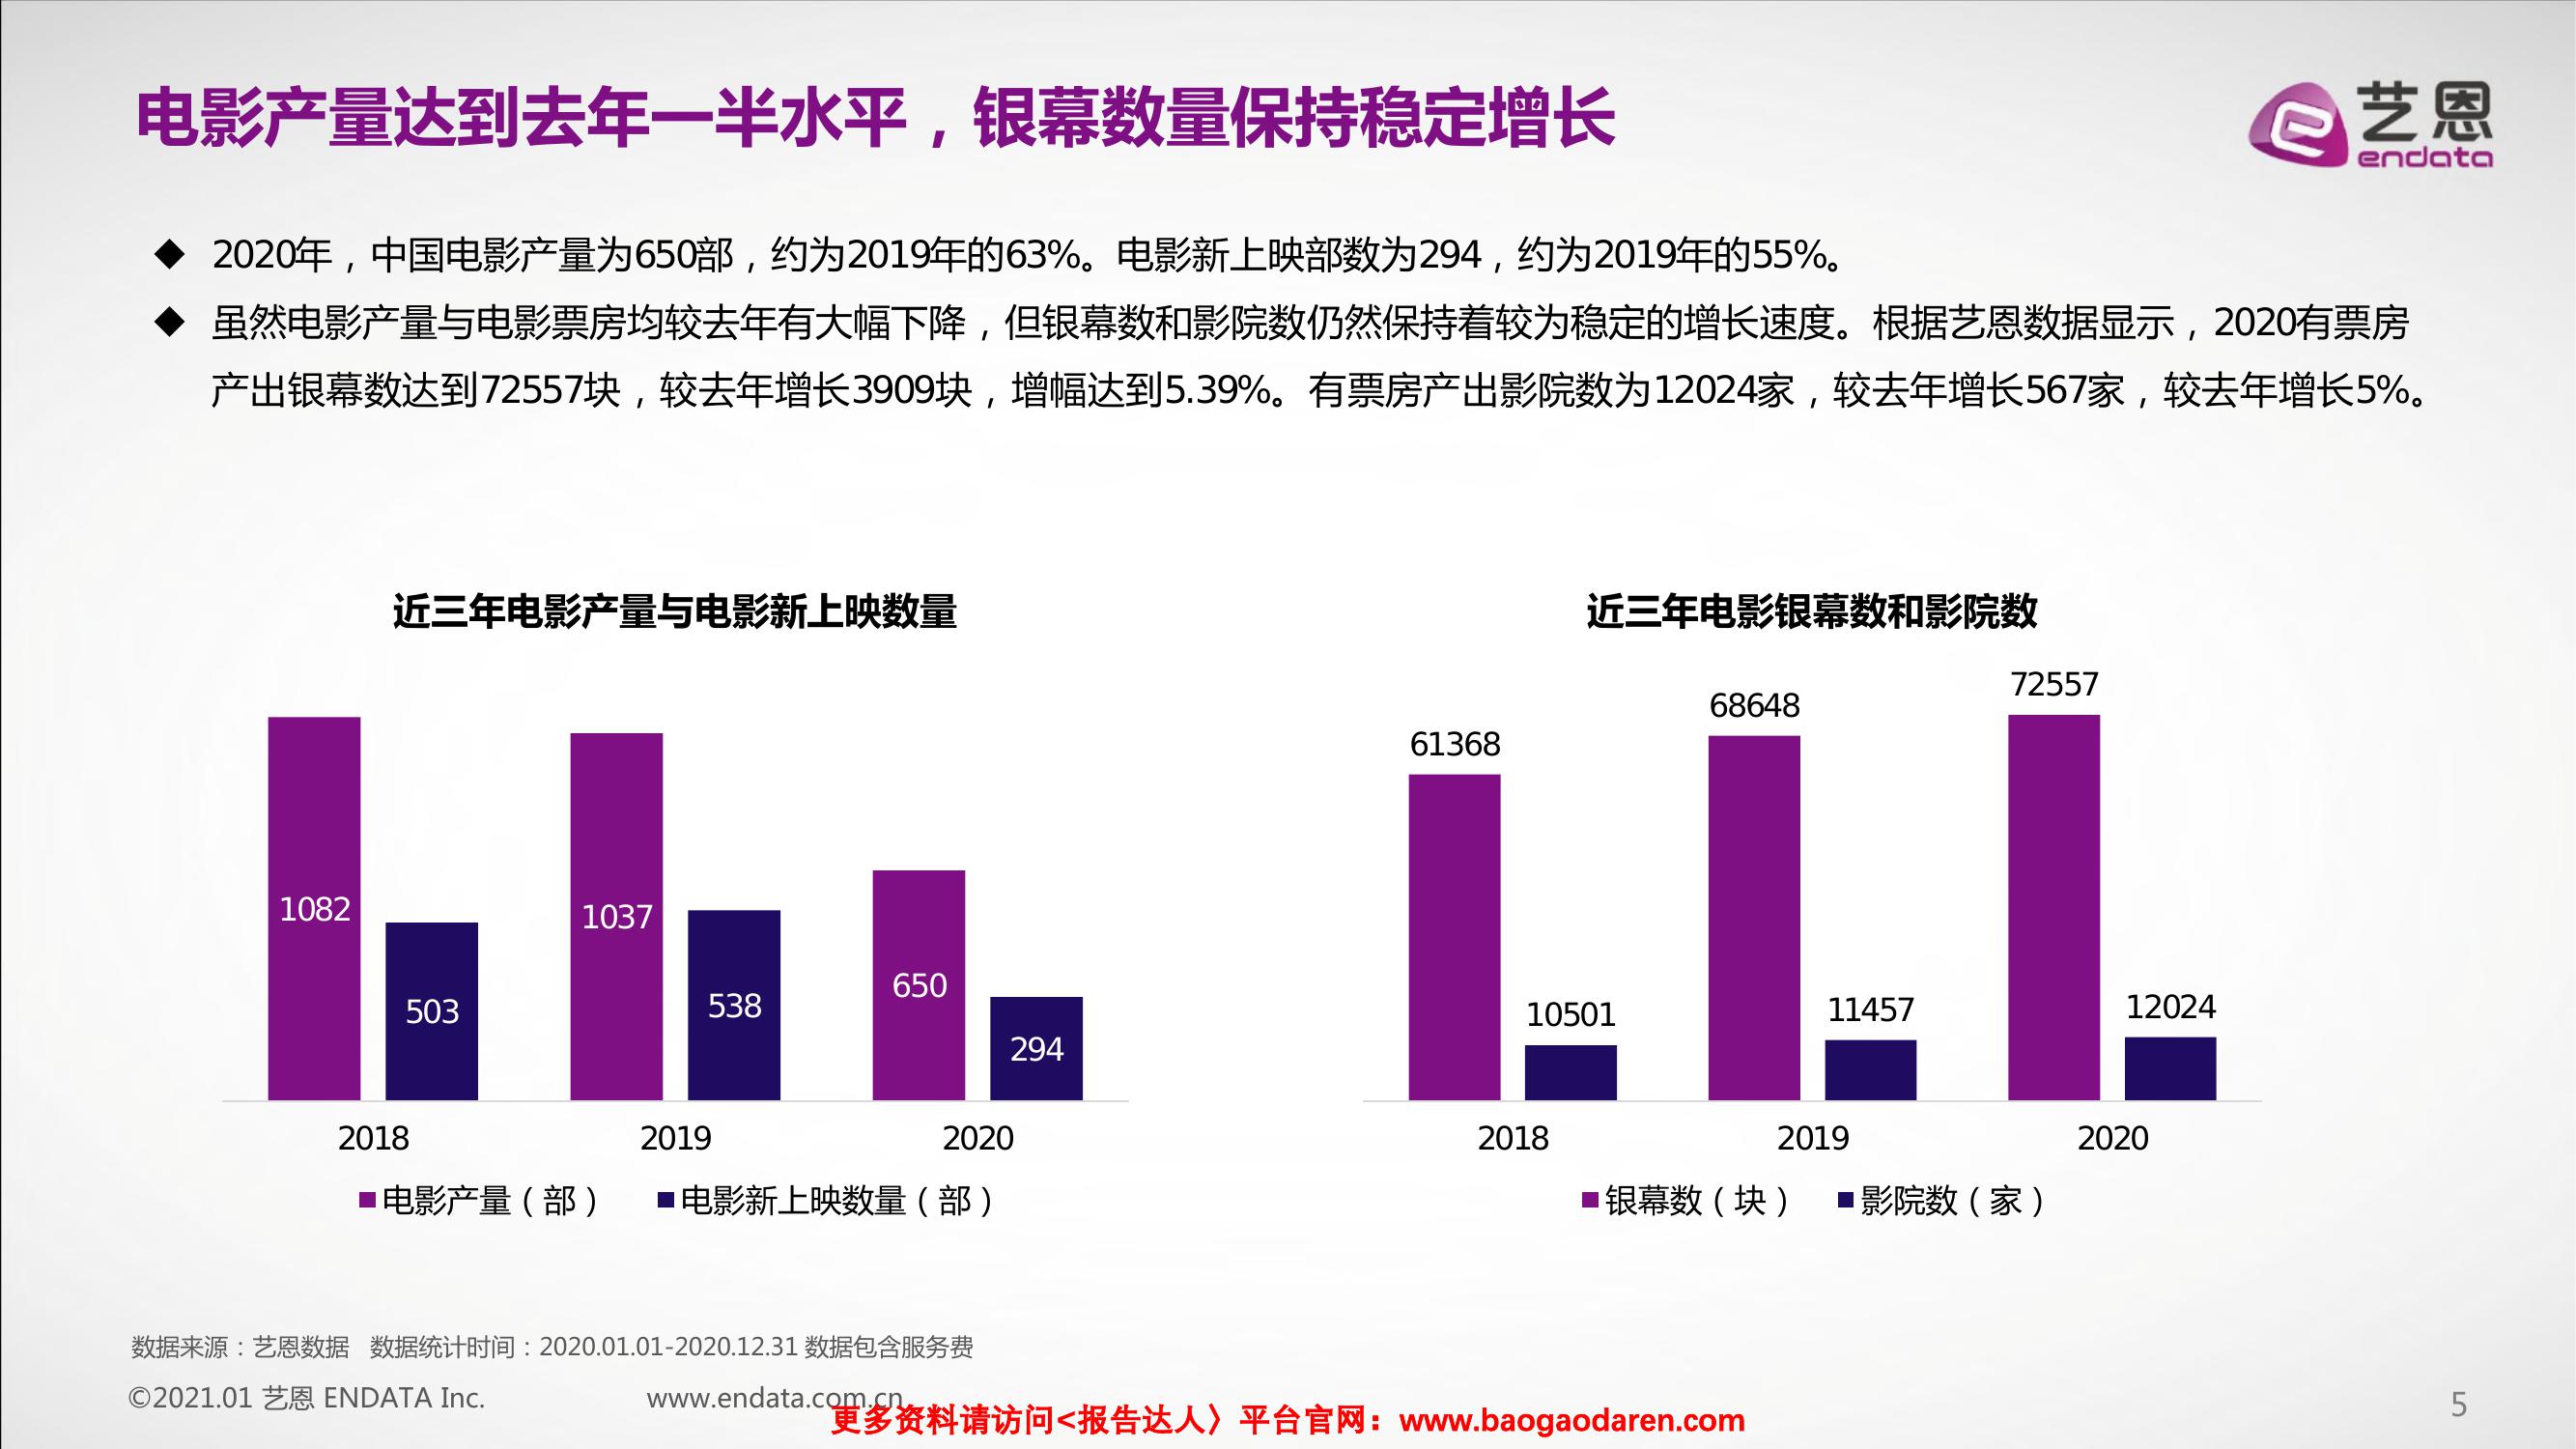 电影产量达到去年一半水平，银幕数量保持稳定增长
艺恩
endata
◆ 2020年，中国电影产量为650部，约为2019年的63%。电影新上映部数为294，约为2019年的55%。
◆ 虽然电影产量与电影票房均较去年有大幅下降，但银幕数和影院数仍然保持着较为稳定的增长速度。根据艺恩数据显示，2020有票房
产出银幕数达到72557块，较去年增长3909块，增幅达到5.39%。有票房产出影院数为12024家，较去年增长567家，较去年增长5%。
近三年电影产量与电影新上映数量
1082
503
1037
538
650
294
2018 2019 2020
电影产量（部） 电影新上映数量（部）
近三年电影银幕数和影院数
61368
10501
68648
11457
72557
12024
2018 2019 2020
银幕数（块） 影院数（家）
数据来源：艺恩数据 数据统计时间：2020.01.01-2020.12.31 数据包含服务费
©2021.01 艺恩 ENDATA Inc. www.endata.com.cn
更多资料请访问<报告达人〉平台官网：www.baogaodaren.com
5